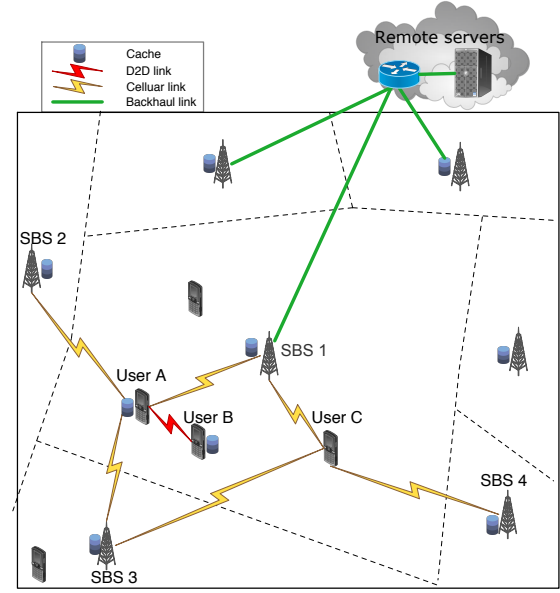 Remote servers
Cache
D2D link
Celluar link
Backhaul link
SBS 2
SBS 1
User A
User B
User C
SBS 4
SBS 3